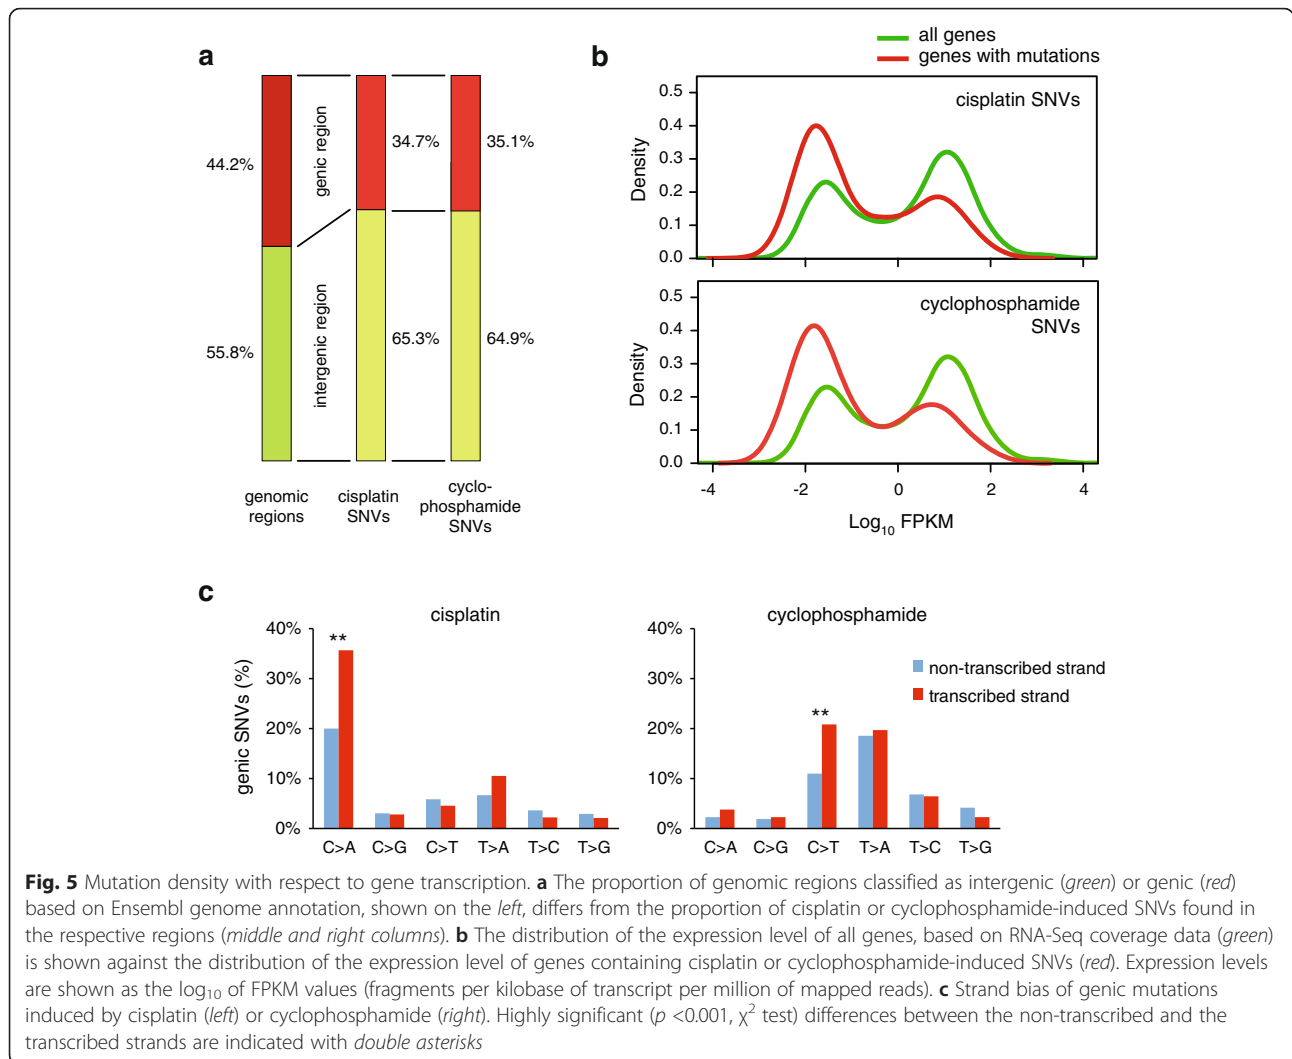 a
44.2%
55.8%
genic region
intergenic region
34.7%
65.3%
35.1%
64.9%
genomic
regions
cisplatin
SNVs
cyclo-
phosphamide
SNVs
b
all genes
genes with mutations
cisplatin SNVs
Density
0.5
0.4
0.3
0.2
0.1
0.0
cyclophosphamide
SNVs
Density
0.5
0.4
0.3
0.2
0.1
0.0
-4 -2 0 2 4
Log10 FPKM
c
cisplatin
genic SNVs (%)
40%
30%
20%
10%
0%
**
C>A C>G C>T T>A T>C T>G
cyclophosphamide
40%
30%
20%
10%
0%
**
C>A C>G C>T T>A T>C T>G
non-transcribed strand
transcribed strand
Fig. 5 Mutation density with respect to gene transcription. a The proportion of genomic regions classified as intergenic (green) or genic (red)
based on Ensembl genome annotation, shown on the left, differs from the proportion of cisplatin or cyclophosphamide-induced SNVs found in
the respective regions (middle and right columns). b The distribution of the expression level of all genes, based on RNA-Seq coverage data (green)
is shown against the distribution of the expression level of genes containing cisplatin or cyclophosphamide-induced SNVs (red). Expression levels
are shown as the log10 of FPKM values (fragments per kilobase of transcript per million of mapped reads). c Strand bias of genic mutations
induced by cisplatin (left) or cyclophosphamide (right). Highly significant (p <0.001, χ² test) differences between the non-transcribed and the
transcribed strands are indicated with double asterisks